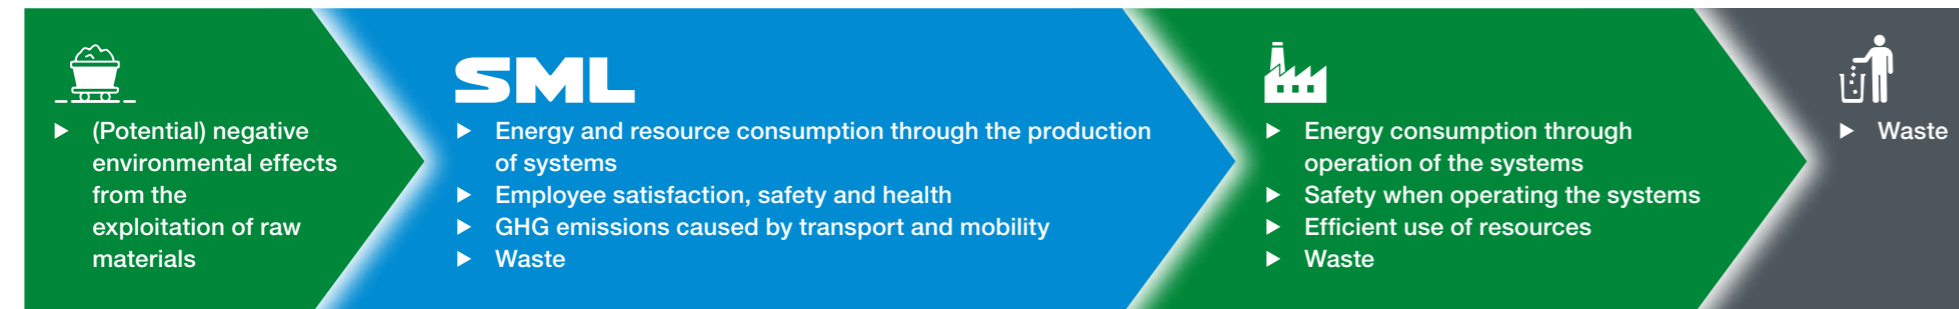 (Potential) negative
environmental effects
from the
exploitation of raw
materials
SML
Energy and resource consumption through the production
of systems
Employee satisfaction, safety and health
GHG emissions caused by transport and mobility
Waste
Energy consumption through
operation of the systems
Safety when operating the systems
Efficient use of resources
Waste
Waste